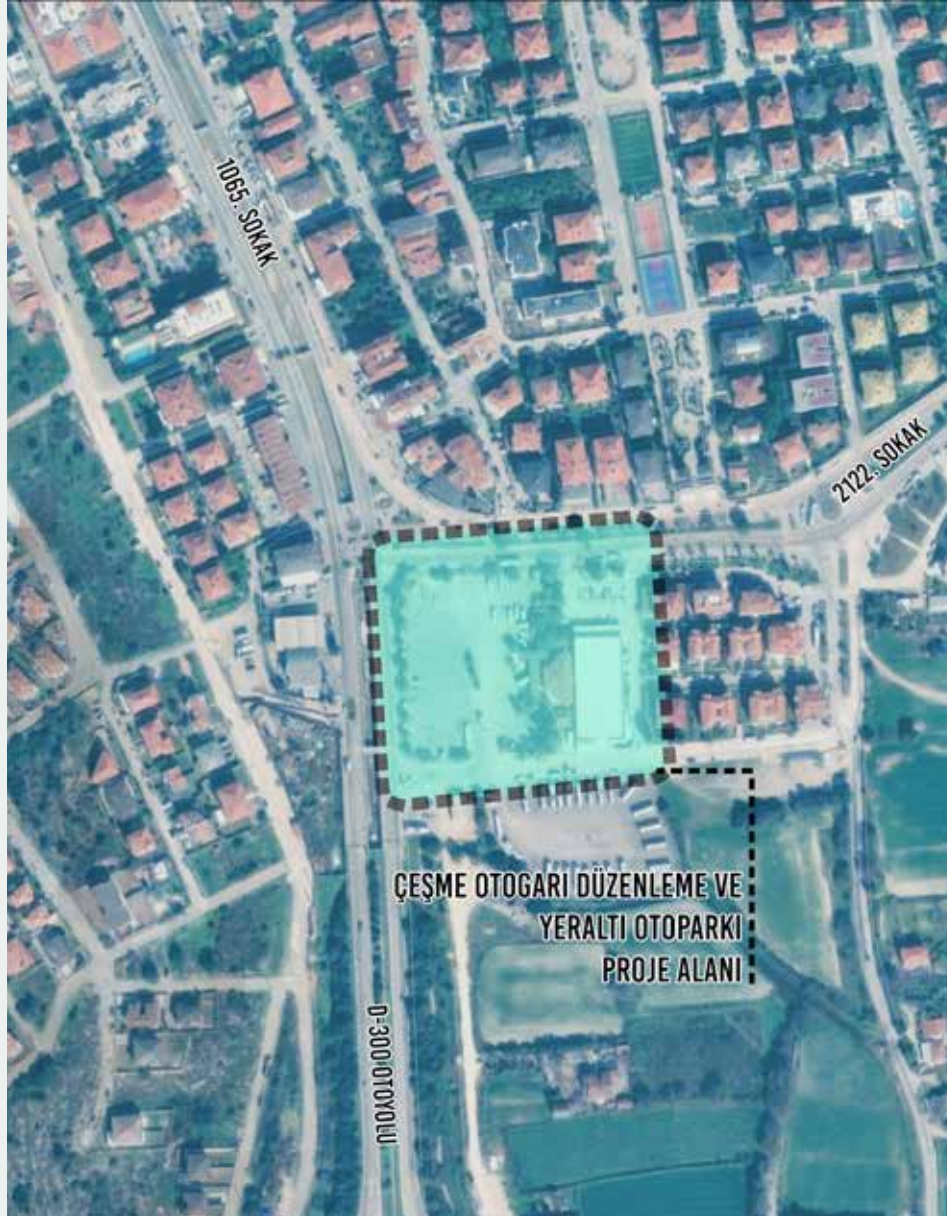 1065. SOKAK
2122. SOKAK
ÇEŞME OTOGARI DÜZENLEME VE
YERALTI OTOPARKI
PROJE ALANI
D-300 OTOYOLU